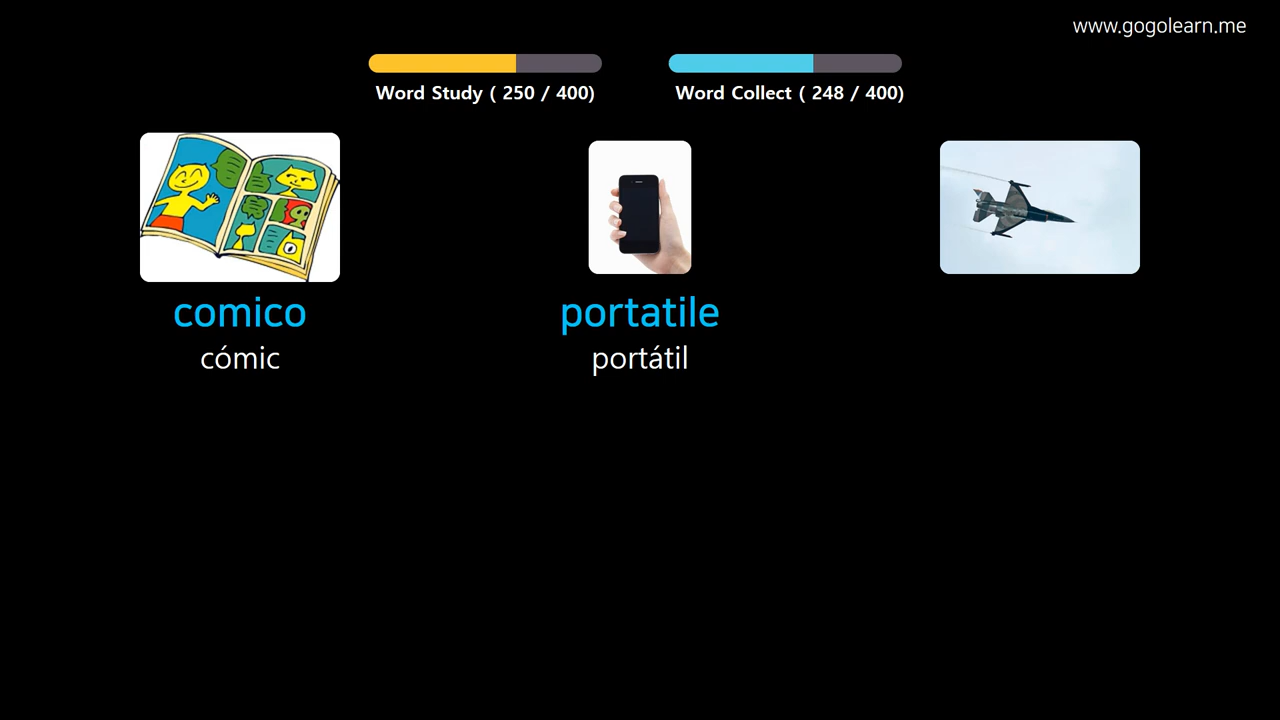 www.gogolearn.me
Word Study ( 250 / 400)
Word Collect ( 248 / 400)
comico
cómic
portatile
portátil